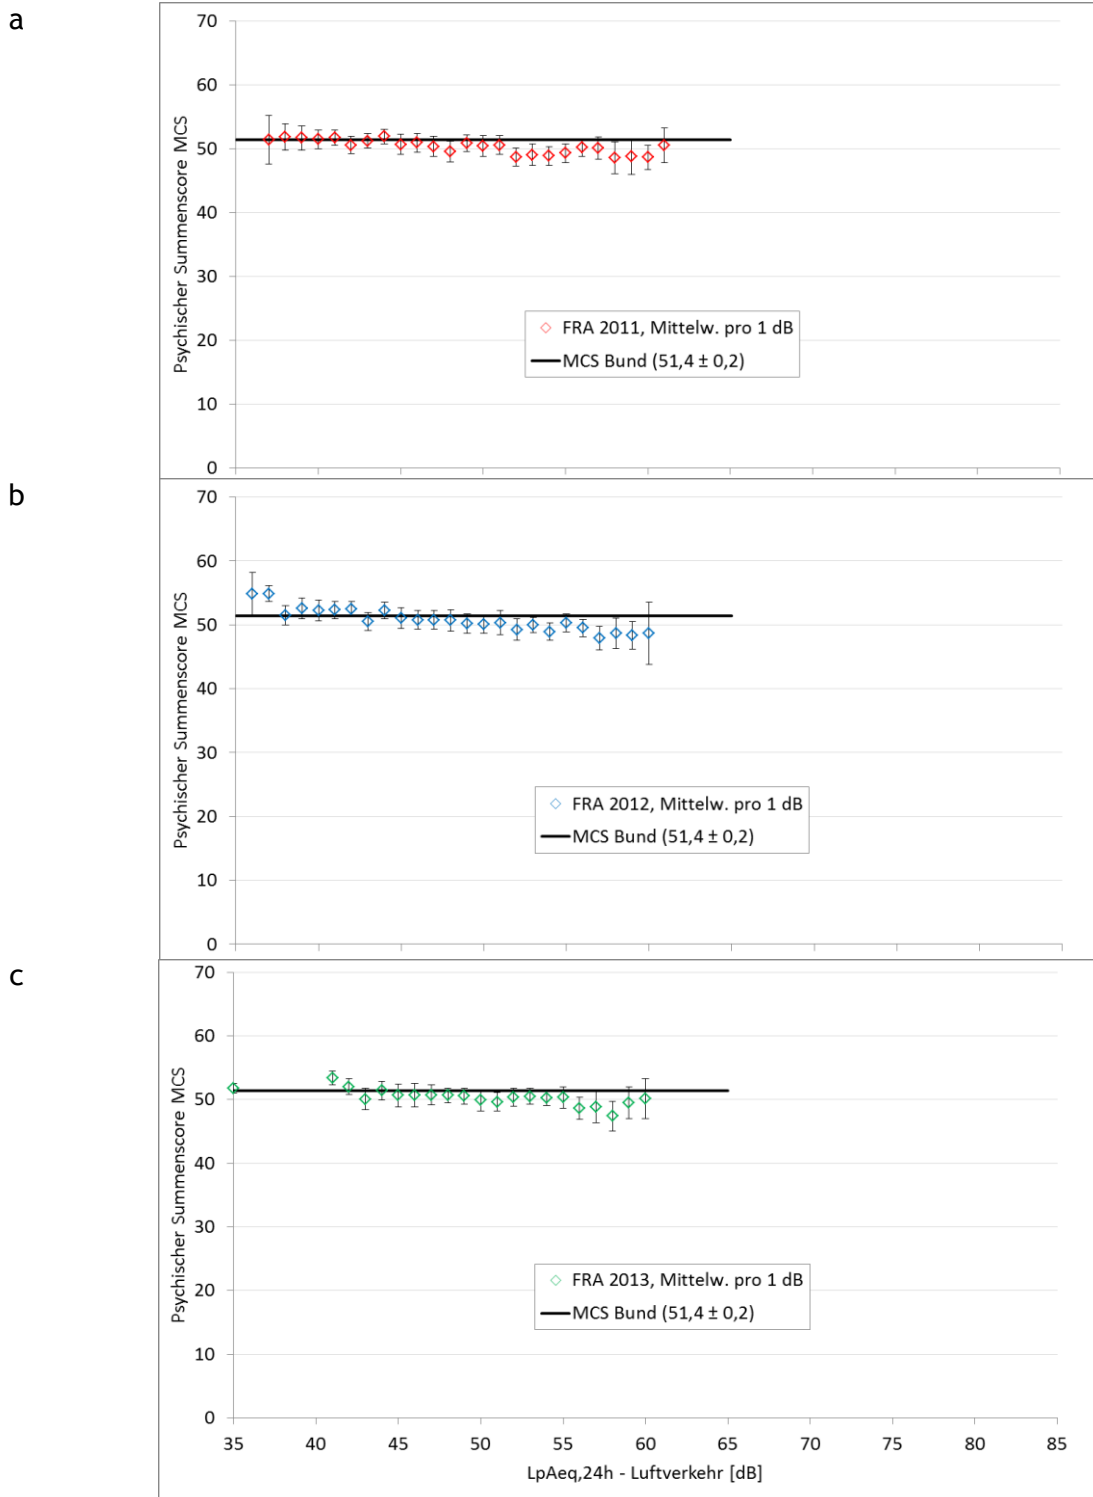 a
70
60
50
40
30
20
10
0
Psychischer Summenscore MCS
FRA 2011, Mittelw. pro 1 dB
MCS Bund (51,4 ± 0,2)
b
70
60
50
40
30
20
10
0
Psychischer Summenscore MCS
FRA 2012, Mittelw. pro 1 dB
MCS Bund (51,4 ± 0,2)
c
70
60
50
40
30
20
10
0
Psychischer Summenscore MCS
FRA 2013, Mittelw. pro 1 dB
MCS Bund (51,4 ± 0,2)
35 40 45 50 55 60 65 70 75 80 85
LpAeq,24h - Luftverkehr [dB]